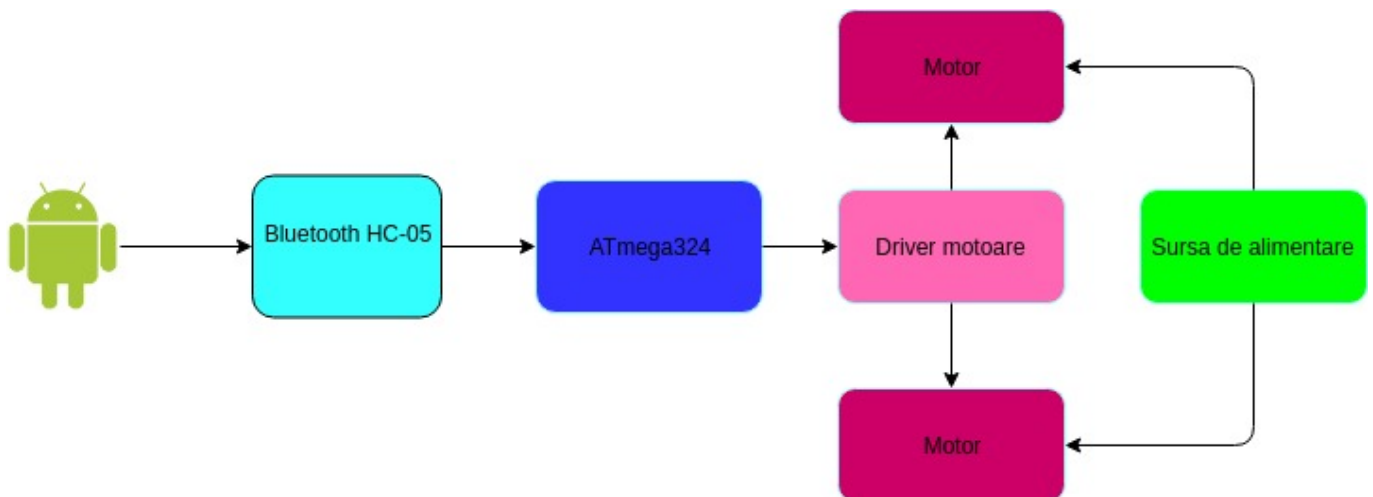 Motor
Bluetooth HC-05
ATmega324
Driver motoare
Sursa de alimentare
Motor